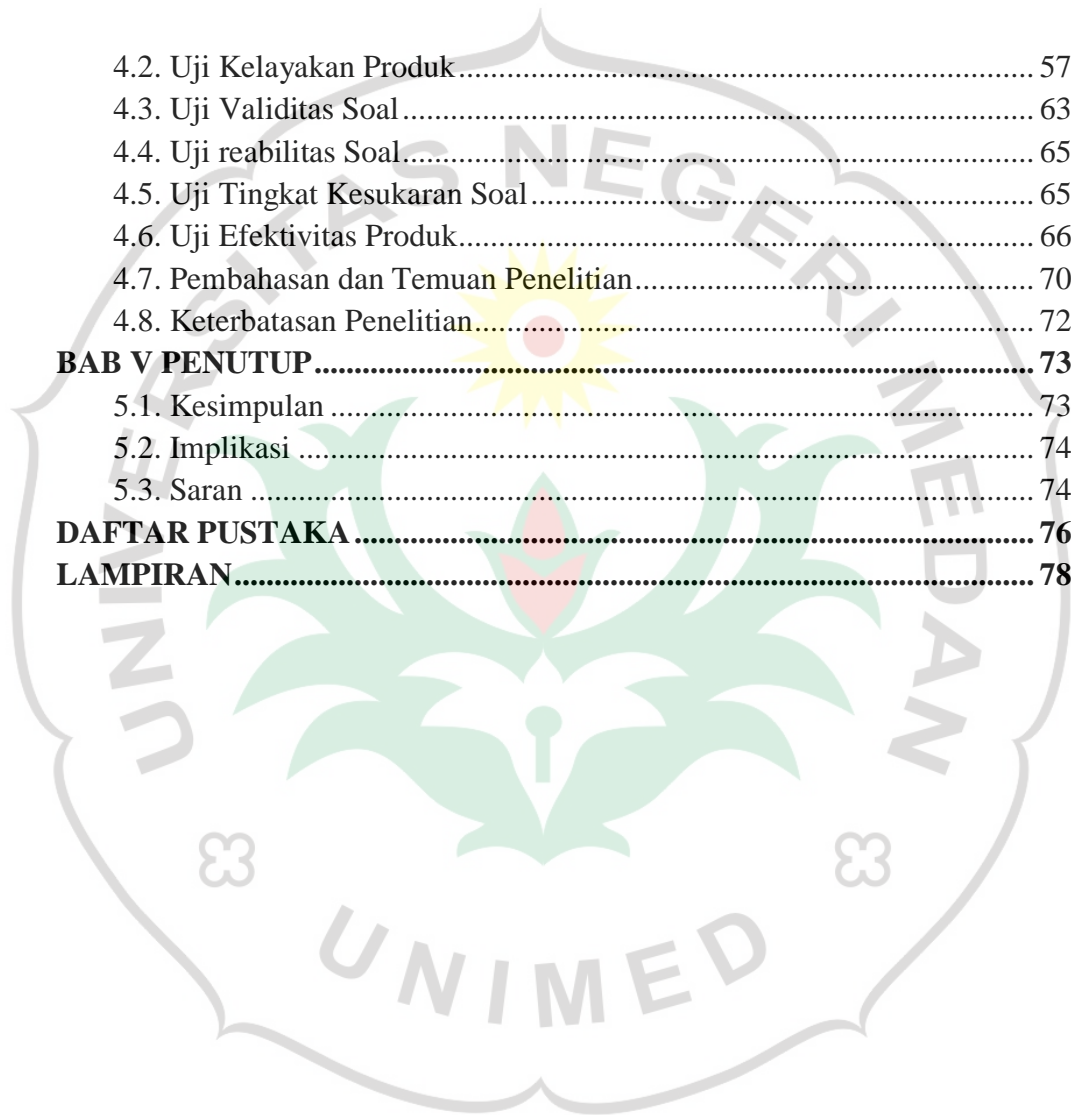 4.2. Uji Kelayakan Produk........................................................................................ 57
4.3. Uji Validitas Soal................................................................................................ 63
4.4. Uji reabilitas Soal................................................................................................ 65
4.5. Uji Tingkat Kesukaran Soal................................................................................ 65
4.6. Uji Efektivitas Produk........................................................................................ 66
4.7. Pembahasan dan Temuan Penelitian.................................................................. 70
4.8. Keterbatasan Penelitian...................................................................................... 72
BAB V PENUTUP.................................................................................................... 73
5.1. Kesimpulan ........................................................................................................ 73
5.2. Implikasi ............................................................................................................ 74
5.3. Saran .................................................................................................................. 74
DAFTAR PUSTAKA ............................................................................................... 76
LAMPIRAN.............................................................................................................. 78
UNIVERSITAS NEGERI MEDAN
UNIMED